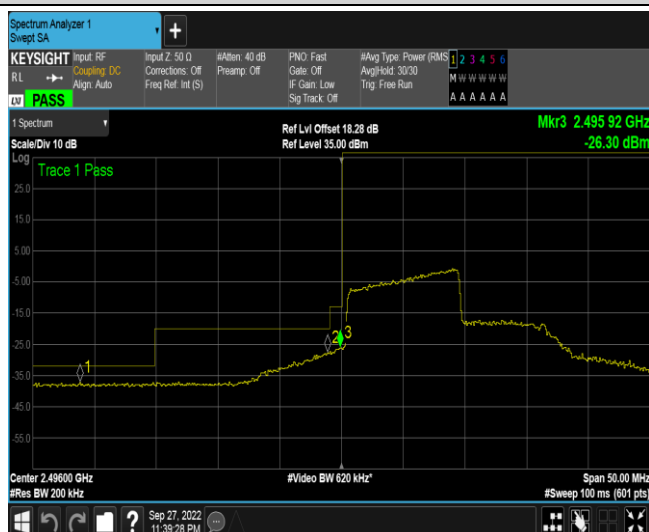 Spectrum Analyzer 1
Swept SA
+
KEYSIGHT
Input: RF
Coupling: DC
Align: Auto
Input Z: 50 Ω
Corrections: Off
Freq Ref: Int (S)
#Atten: 40 dB
Preamp: Off
PNO: Fast
Gate: Off
IF Gain: Low
Sig Track: Off
#Avg Type: Power (RMS
Avg|Hold: 30/30
Trig: Free Run
1 2 3 4 5 6
M W W W W W
A A A A A A
RL
LXI PASS
1 Spectrum
Scale/Div 10 dB
Ref Lvl Offset 18.28 dB
Ref Level 35.00 dBm
Mkr3 2.495 92 GHz
-26.30 dBm
Log
Trace 1 Pass
25.0
15.0
5.00
-5.00
-15.0
-25.0
-35.0
-45.0
-55.0
1
2
3
Center 2.49600 GHz
#Res BW 200 kHz
#Video BW 620 kHz*
Span 50.00 MHz
#Sweep 100 ms (601 pts)
?
Sep 27, 2022
11:39:28 PM